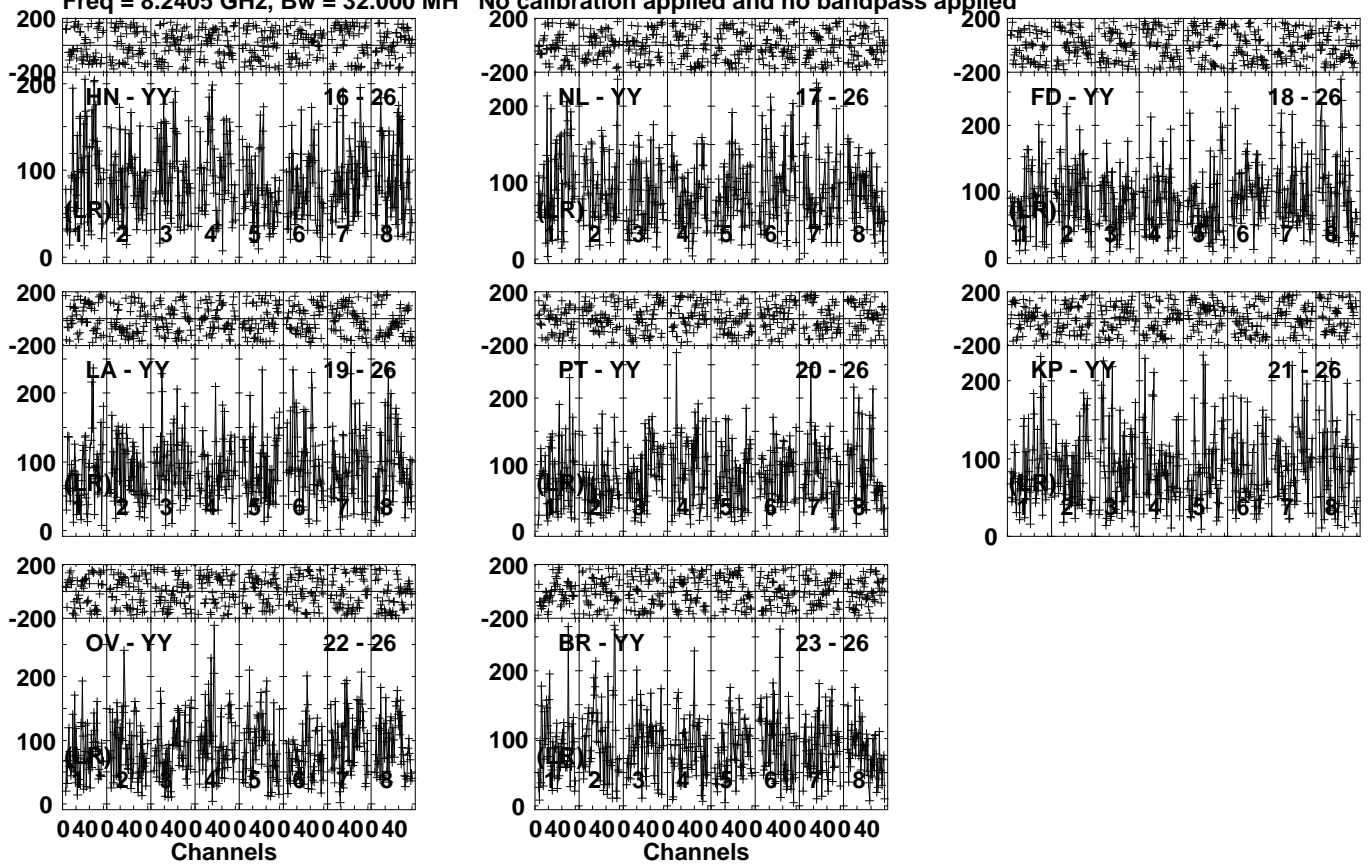 Freq = 8.2405 GHz, Bw = 32.000 MH No calibration applied and no bandpass applied
200 200 200
-200 -200 -200
200 HN - YY 16 - 26 NL - YY 17 - 26 FD - YY 18 - 26
200 200
100 100 100
(LR) (LR) (LR)
1 2 3 4 5 6 7 8 1 2 3 4 5 6 7 8 1 2 3 4 5 6 7 8
0 0 0
200 200 200
-200 -200 -200
LA - YY 19 - 26 PT - YY 20 - 26 KP - YY 21 - 26
200 200 200
100 100 100
(LR) (LR) (LR)
1 2 3 4 5 6 7 8 1 2 3 4 5 6 7 8 1 2 3 4 5 6 7 8
0 0 0
200 200
-200 -200
OV - YY 22 - 26 BR - YY 23 - 26
200 200
100 100
(LR) (LR)
1 2 3 4 5 6 7 8 1 2 3 4 5 6 7 8
0 0
0 40 0 40 0 40 0 40 0 40 0 40 0 40 0 40 0 40 0 40 0 40 0 40 0 40 0 40 0 40 0 40
Channels Channels